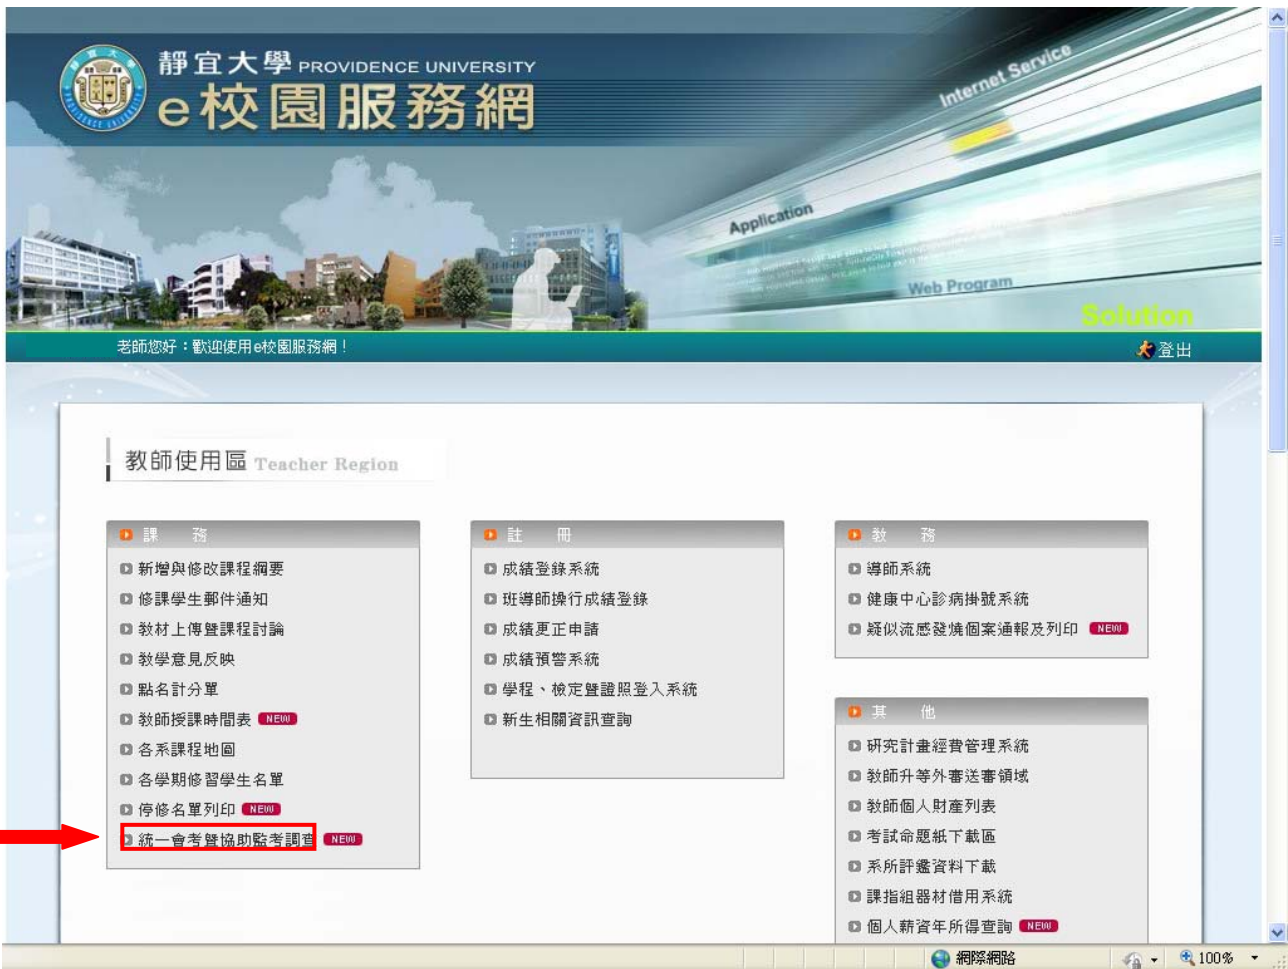 靜宜大學 PROVIDENCE UNIVERSITY
e校園服務網
Internet Service
Application
Web Program
Solution
老師您好：歡迎使用e校園服務網！
登出
教師使用區 Teacher Region
課 務
新增與修改課程綱要
修課學生郵件通知
教材上傳暨課程討論
教學意見反映
點名計分單
教師授課時間表 NEW
各系課程地圖
各學期修習學生名單
停修名單列印 NEW
統一會考暨協助監考調查 NEW
註 冊
成績登錄系統
班導師操行成績登錄
成績更正申請
成績預警系統
學程、檢定暨證照登入系統
新生相關資訊查詢
教 務
導師系統
健康中心診病掛號系統
疑似流感發燒個案通報及列印 NEW
其 他
研究計畫經費管理系統
教師升等外審送審領域
教師個人財產列表
考試命題紙下載區
系所評鑑資料下載
課指組器材借用系統
個人薪資年所得查詢 NEW
網際網路
100%